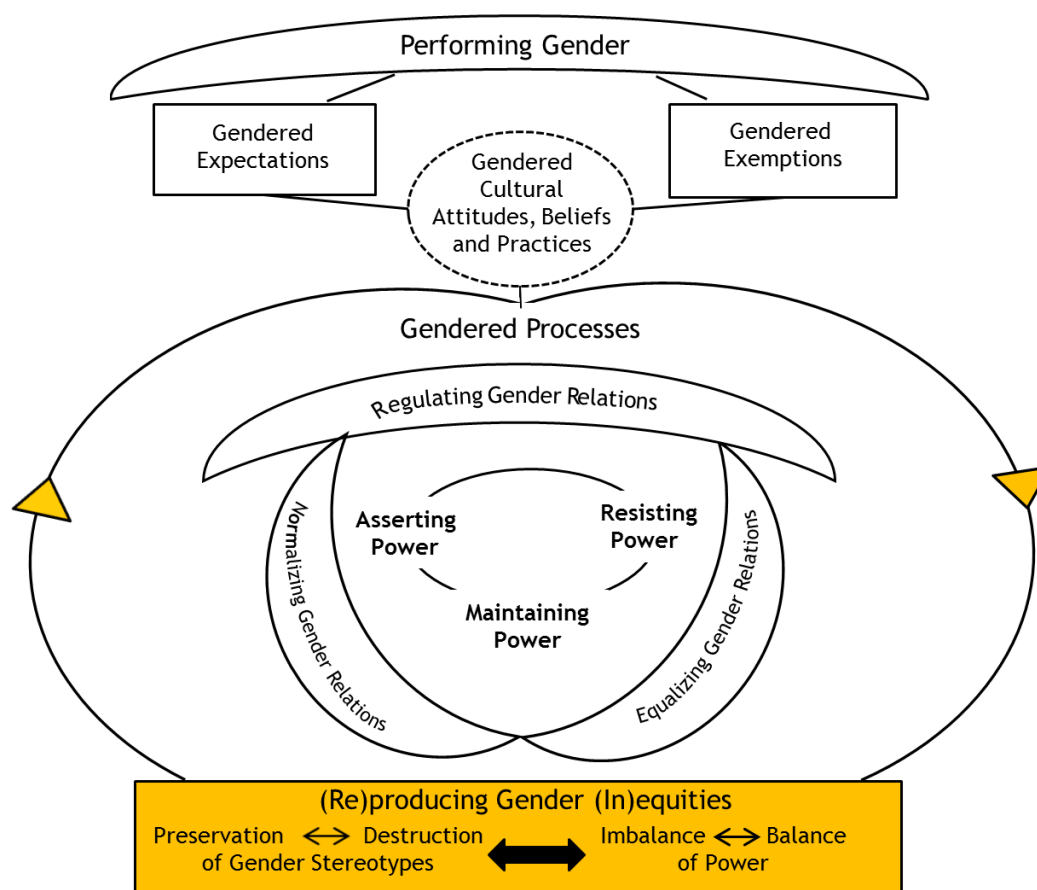 Performing Gender
Gendered
Expectations
Gendered
Exemptions
Gendered
Cultural
Attitudes, Beliefs
and Practices
Gendered Processes
Regulating Gender Relations
Normalizing Gender Relations
Asserting
Power
Resisting
Power
Maintaining
Power
Equalizing Gender Relations
(Re)producing Gender (In)equities
Preservation Destruction
of Gender Stereotypes
Imbalance Balance
of Power